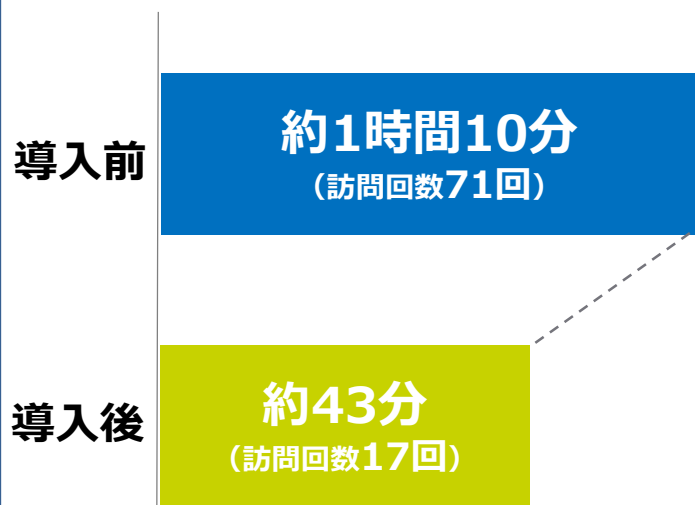 導入前
約1時間10分
（訪問回数71回）
導入後
約43分
（訪問回数17回）